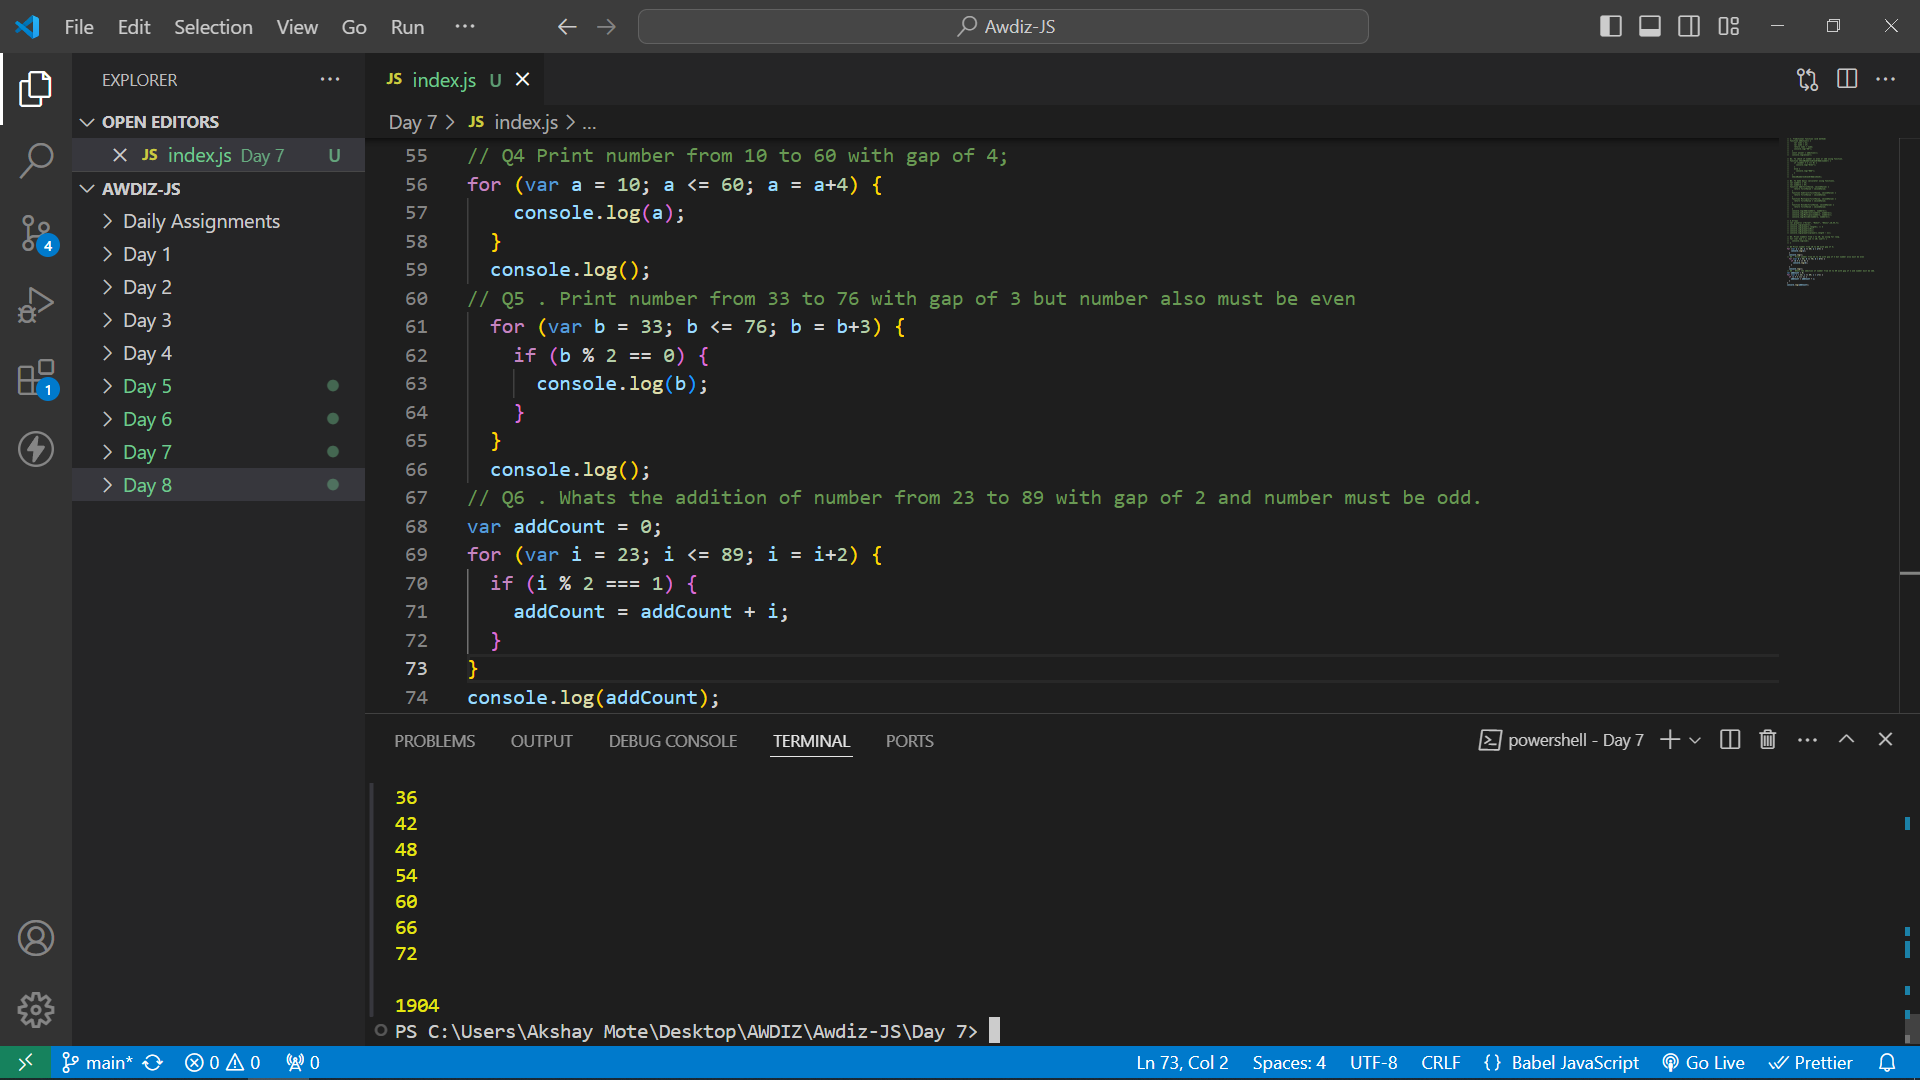 File Edit Selection View Go Run ··· Awdiz-JS
EXPLORER ···
OPEN EDITORS
index.js Day 7 U
AWDIZ-JS
Daily Assignments
Day 1
Day 2
Day 3
Day 4
Day 5
Day 6
Day 7
Day 8
4
1
JS index.js U
Day 7 > JS index.js > ...
55 // Q4 Print number from 10 to 60 with gap of 4;
56 for (var a = 10; a <= 60; a = a+4) {
57 console.log(a);
58 }
59 console.log();
60 // Q5 . Print number from 33 to 76 with gap of 3 but number also must be even
61 for (var b = 33; b <= 76; b = b+3) {
62 if (b % 2 == 0) {
63 console.log(b);
64 }
65 }
66 console.log();
67 // Q6 . Whats the addition of number from 23 to 89 with gap of 2 and number must be odd.
68 var addCount = 0;
69 for (var i = 23; i <= 89; i = i+2) {
70 if (i % 2 === 1) {
71 addCount = addCount + i;
72 }
73 }
74 console.log(addCount);
PROBLEMS OUTPUT DEBUG CONSOLE TERMINAL PORTS powershell - Day 7
36
42
48
54
60
66
72
1904
PS C:\Users\Akshay Mote\Desktop\AWDIZ\Awdiz-JS\Day 7>
main* 0 0 0 Ln 73, Col 2 Spaces: 4 UTF-8 CRLF {} Babel JavaScript Go Live Prettier